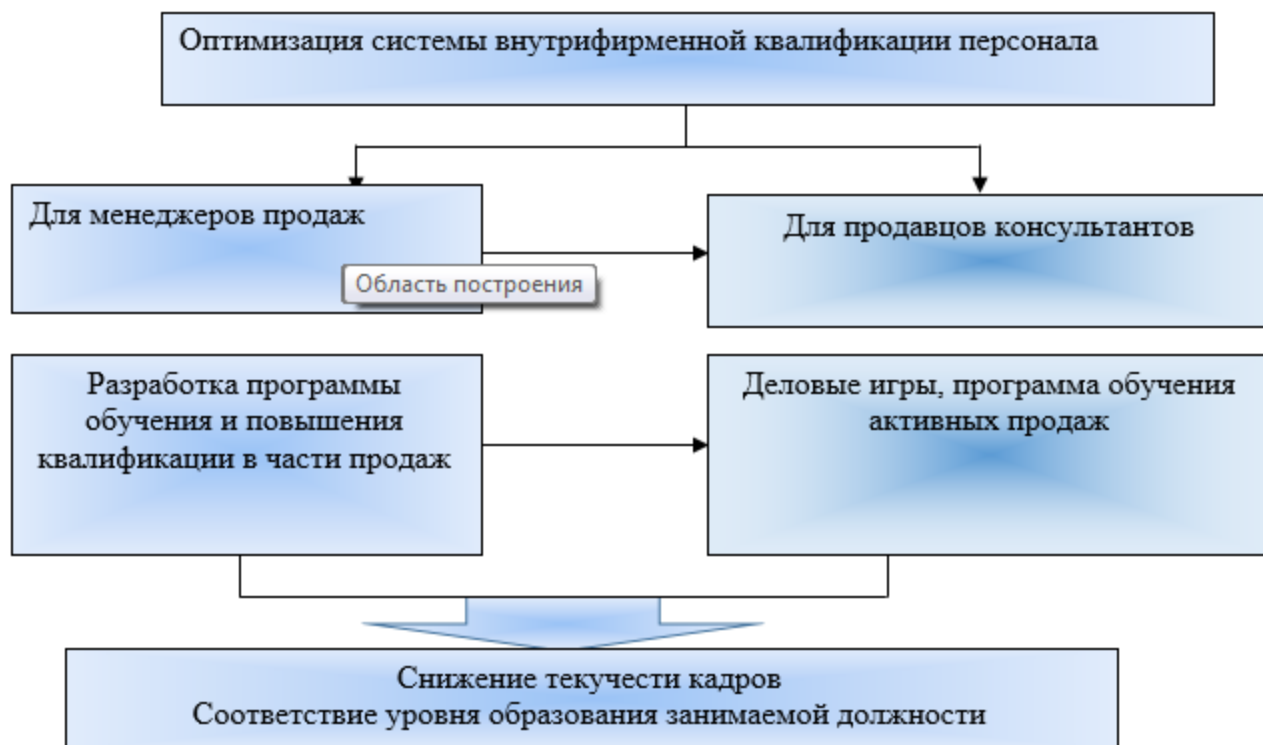 Оптимизация системы внутрифирменной квалификации персонала
Для менеджеров продаж
Для продавцов консультантов
Область построения
Разработка программы
обучения и повышения
квалификации в части продаж
Деловые игры, программа обучения
активных продаж
Снижение текучести кадров
Соответствие уровня образования занимаемой должности